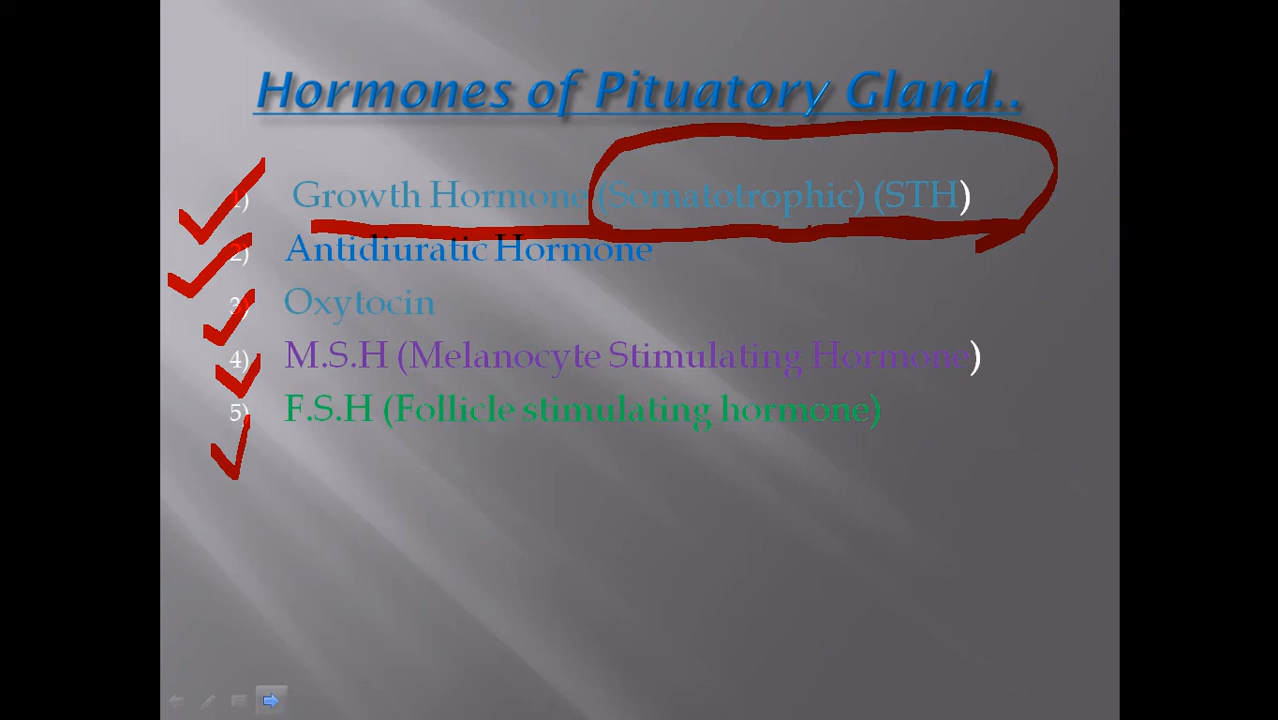 Hormones of Pituatory Gland..
1) Growth Hormone (Somatotrophic) (STH)
2) Antidiuratic Hormone
3) Oxytocin
4) M.S.H (Melanocyte Stimulating Hormone)
5) F.S.H (Follicle stimulating hormone)